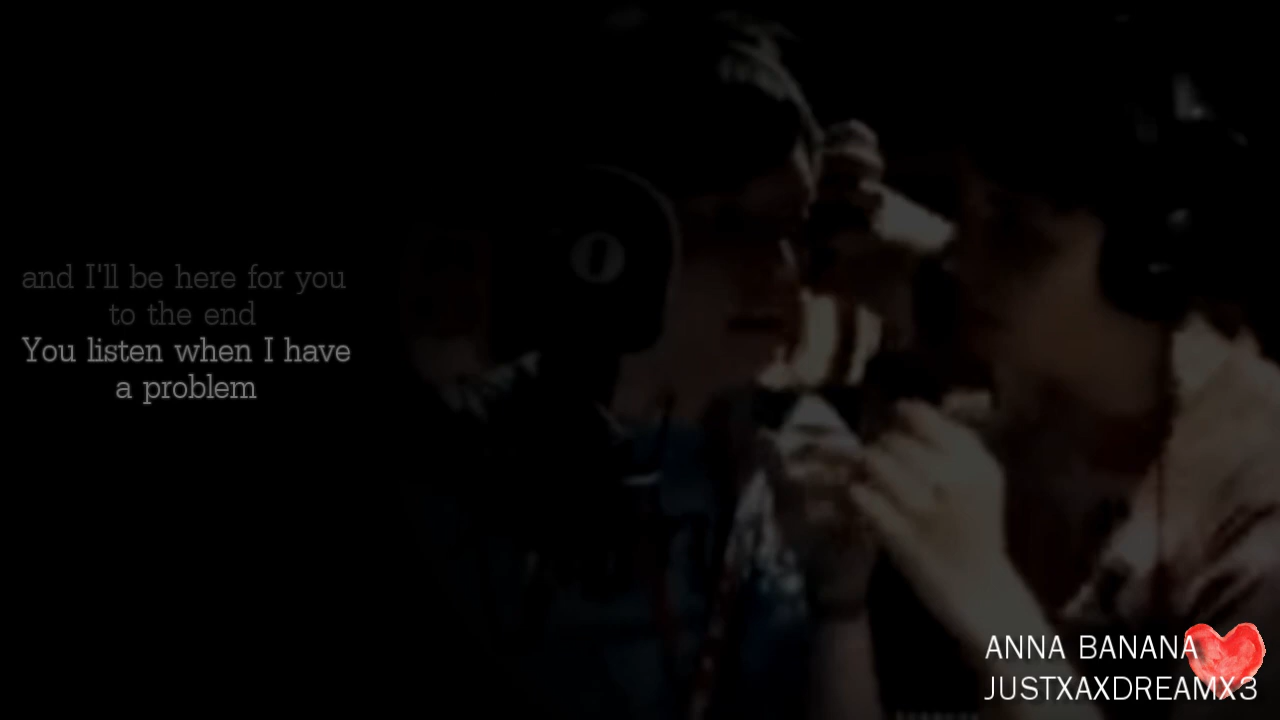 and I'll be here for you
to the end
You listen when I have
a problem
ANNA BANANA
JUSTXAXDREAMX3